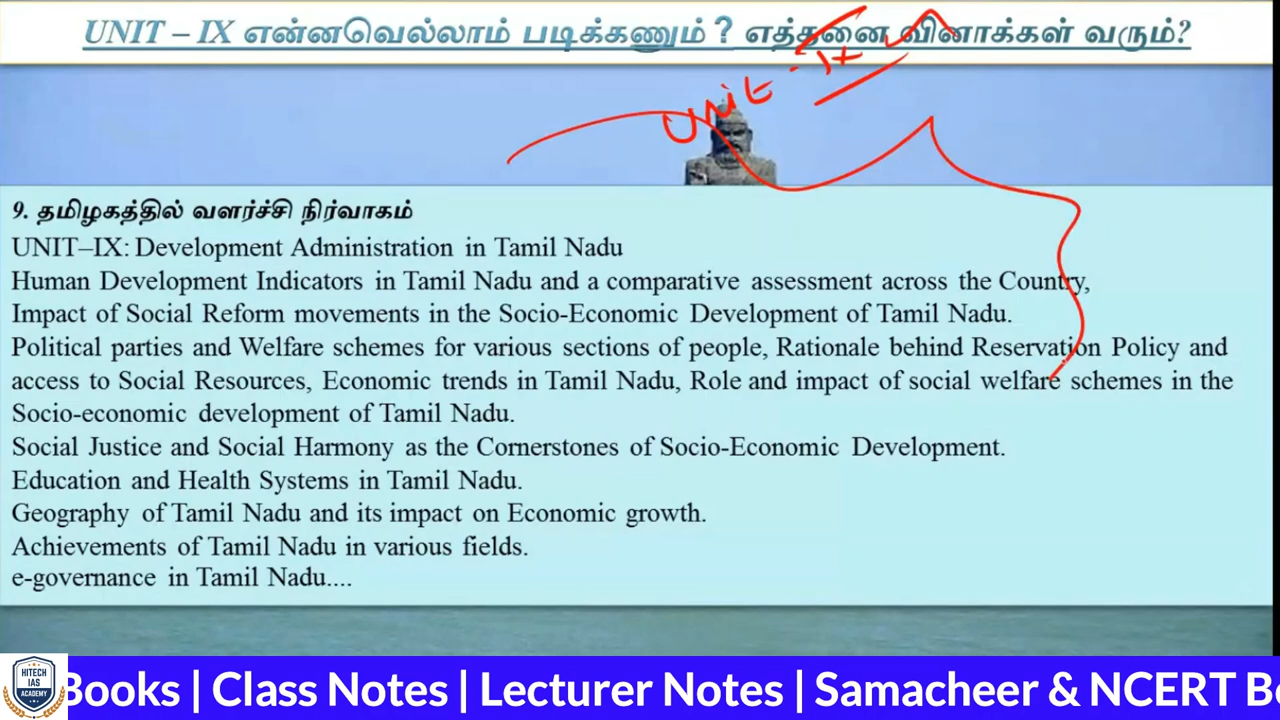 UNIT – IX என்னவெல்லாம் படிக்கணும் ? எத்தனை வினாக்கள் வரும்?
Unit - IX
9. தமிழகத்தில் வளர்ச்சி நிர்வாகம்
UNIT–IX: Development Administration in Tamil Nadu
Human Development Indicators in Tamil Nadu and a comparative assessment across the Country,
Impact of Social Reform movements in the Socio-Economic Development of Tamil Nadu.
Political parties and Welfare schemes for various sections of people, Rationale behind Reservation Policy and
access to Social Resources, Economic trends in Tamil Nadu, Role and impact of social welfare schemes in the
Socio-economic development of Tamil Nadu.
Social Justice and Social Harmony as the Cornerstones of Socio-Economic Development.
Education and Health Systems in Tamil Nadu.
Geography of Tamil Nadu and its impact on Economic growth.
Achievements of Tamil Nadu in various fields.
e-governance in Tamil Nadu....
HITECH
IAS
ACADEMY
Books | Class Notes | Lecturer Notes | Samacheer & NCERT B